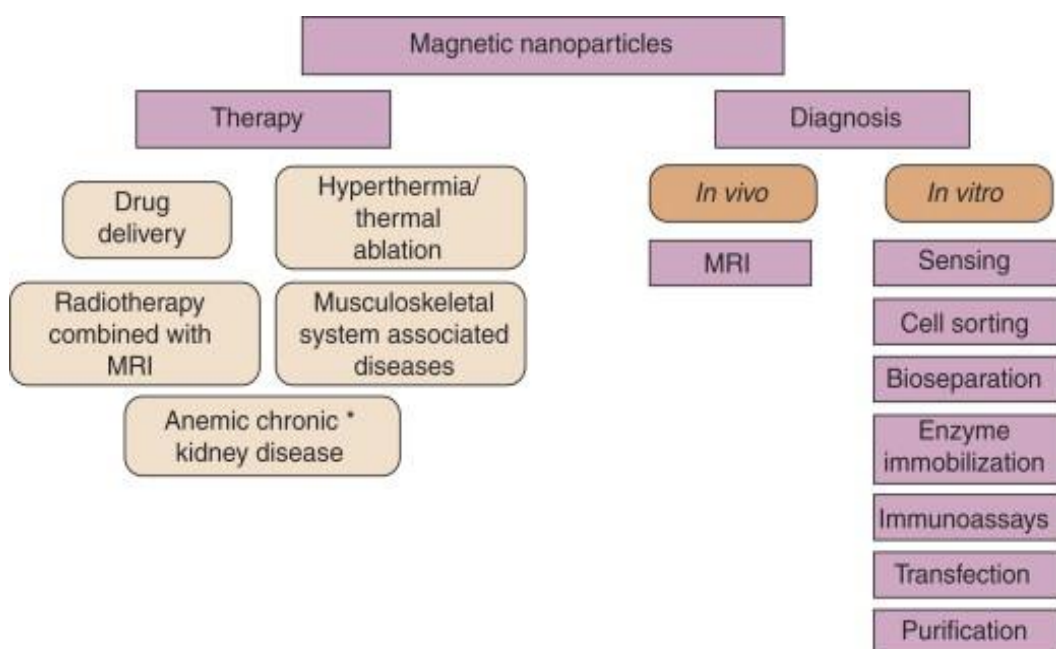 Magnetic nanoparticles
Therapy
Diagnosis
Drug
delivery
Hyperthermia/
thermal
ablation
Radiotherapy
combined with
MRI
Musculoskeletal
system associated
diseases
Anemic chronic *
kidney disease
In vivo
MRI
In vitro
Sensing
Cell sorting
Bioseparation
Enzyme
immobilization
Immunoassays
Transfection
Purification